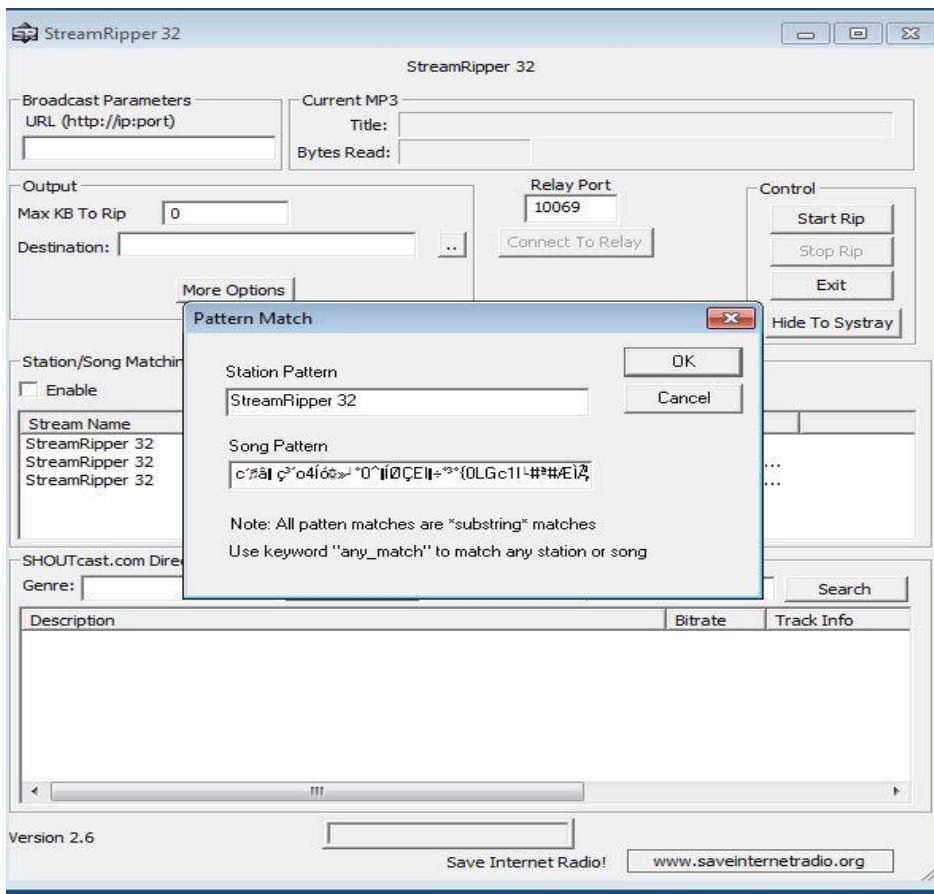 StreamRipper 32
StreamRipper 32
Broadcast Parameters
URL (http://ip:port)
Current MP3
Title:
Bytes Read:
Output
Max KB To Rip 0
Destination: ..
More Options
Relay Port
10069
Connect To Relay
Control
Start Rip
Stop Rip
Exit
Hide To Systray
Station/Song Matchin
Enable
Stream Name
StreamRipper 32
StreamRipper 32 ...
StreamRipper 32 ...
Pattern Match
Station Pattern
StreamRipper 32
OK
Cancel
Song Pattern
Note: All patten matches are *substring* matches
Use keyword "any_match" to match any station or song
SHOUTcast.com Direc
Genre:
Search
Description Bitrate Track Info
Version 2.6
Save Internet Radio! www.saveinternetradio.org